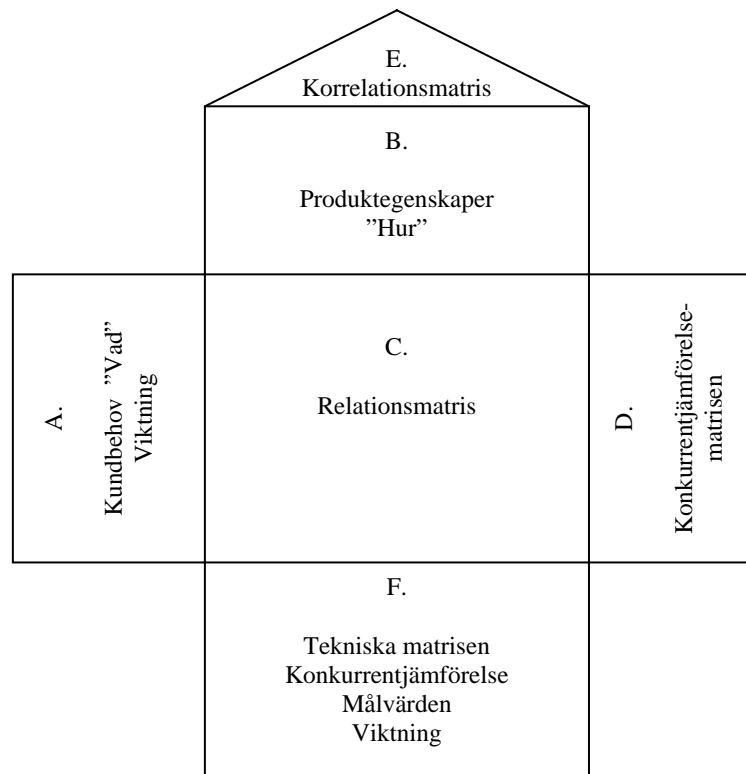 E.
Korrelationsmatris
B.
Produktegenskaper
”Hur”
A.
Kundbehov ”Vad”
Viktning
C.
Relationsmatris
D.
Konkurrentjämförelse-
matrisen
F.
Tekniska matrisen
Konkurrentjämförelse
Målvärden
Viktning